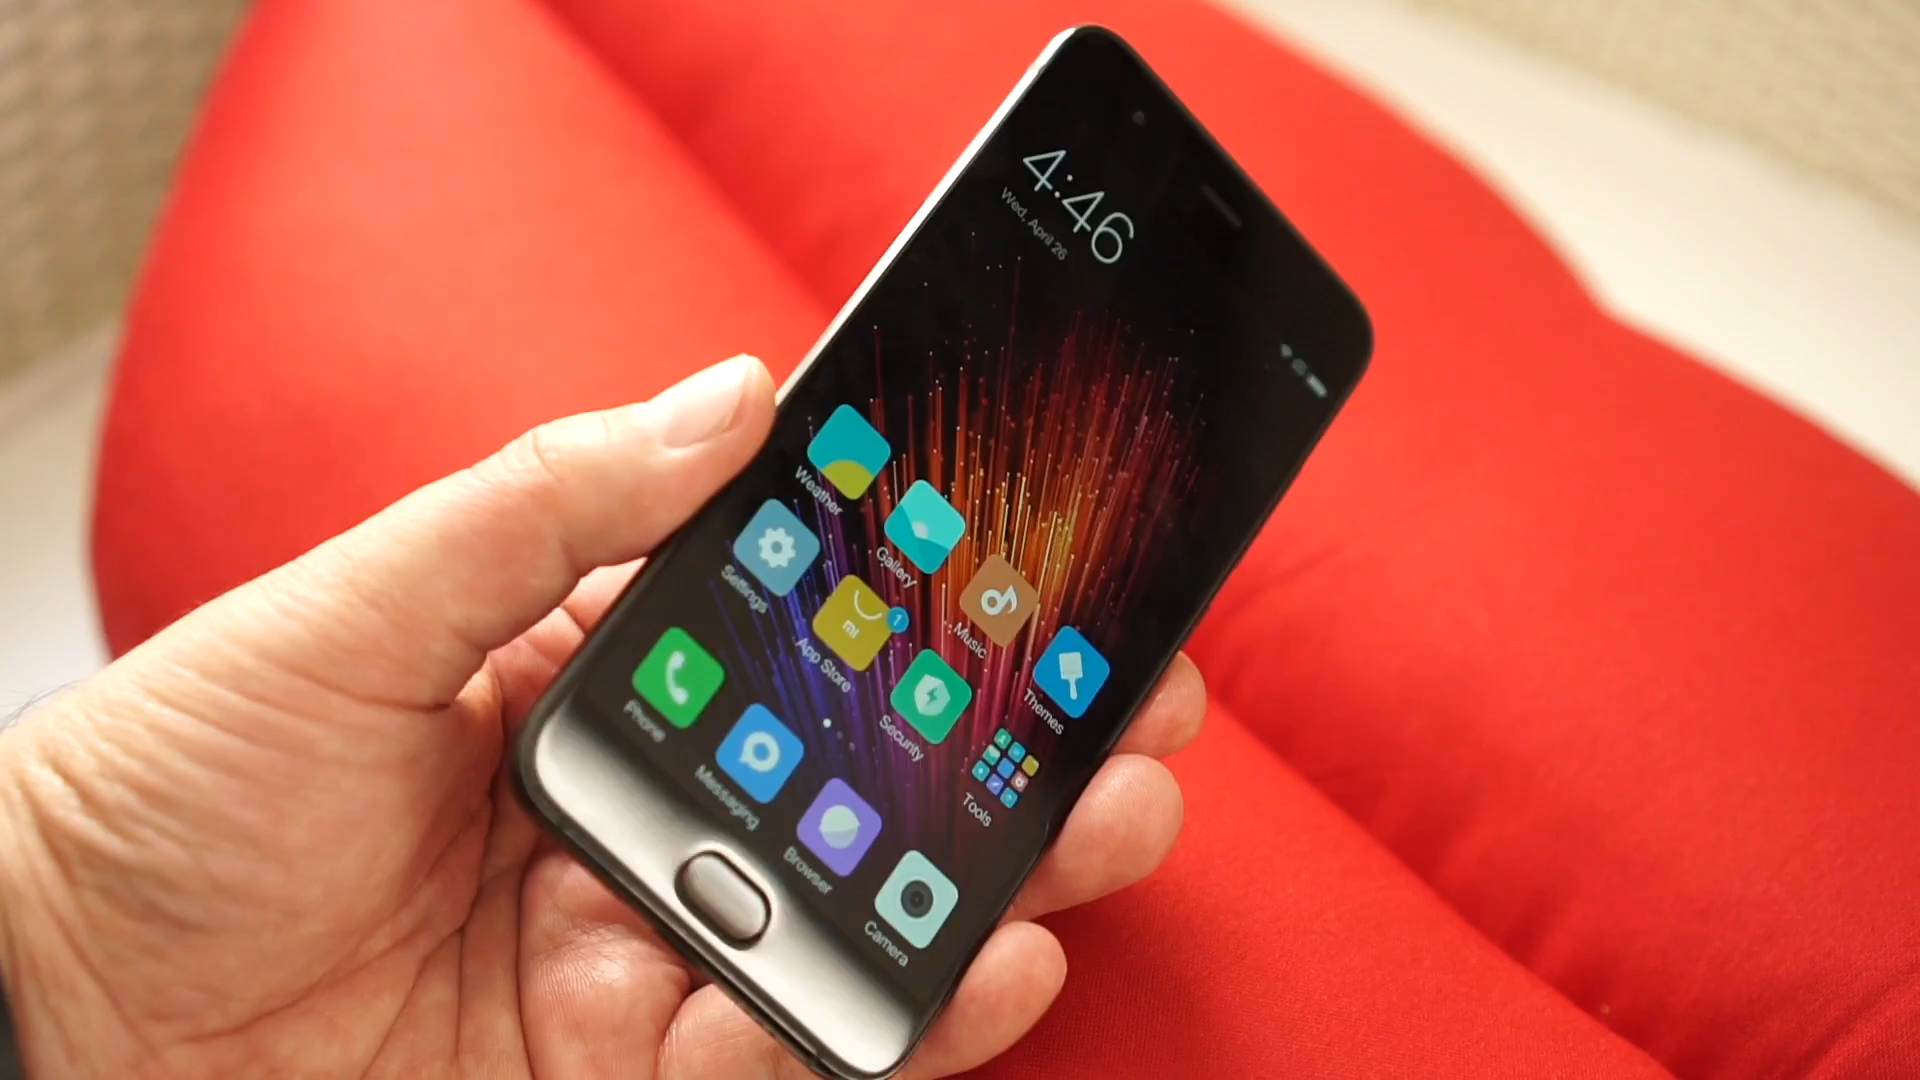 4:46
Wed, April 26
Weather
Gallery
Music
Themes
Settings
mi
1
App Store
Security
Tools
Phone
Messaging
Browser
Camera